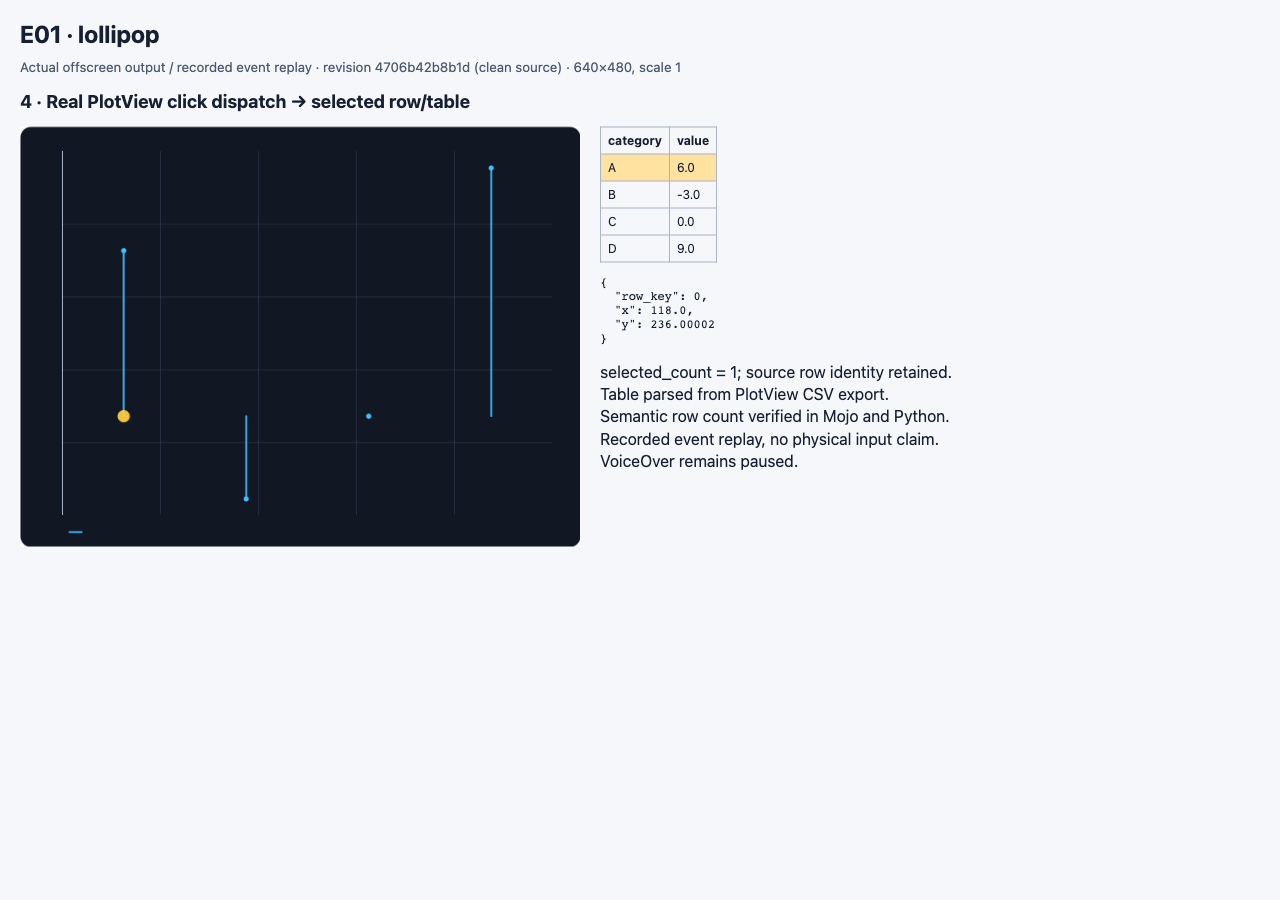 E01 · lollipop
Actual offscreen output / recorded event replay · revision 4706b42b8b1d (clean source) · 640×480, scale 1
4 · Real PlotView click dispatch → selected row/table
category value
A 6.0
B -3.0
C 0.0
D 9.0
{
"row_key": 0,
"x": 118.0,
"y": 236.00002
}
selected_count = 1; source row identity retained.
Table parsed from PlotView CSV export.
Semantic row count verified in Mojo and Python.
Recorded event replay, no physical input claim.
VoiceOver remains paused.